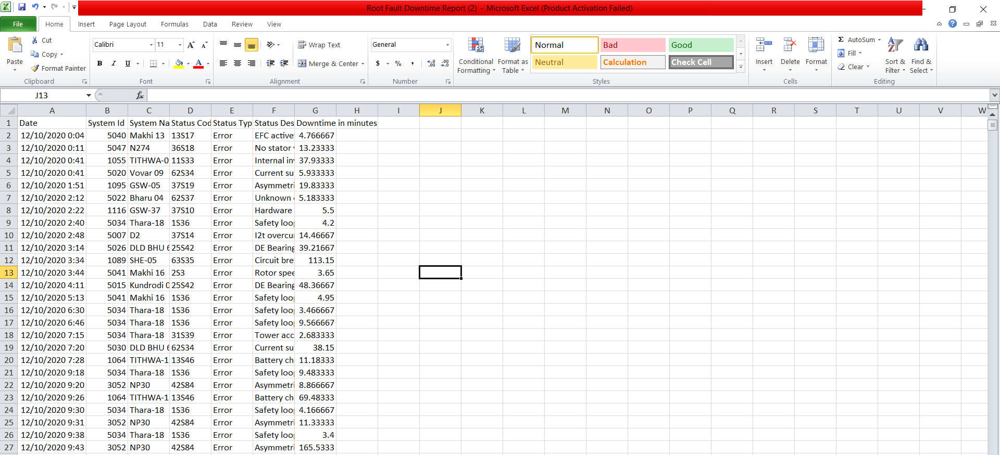 Root Fault Downtime Report (2) - Microsoft Excel (Product Activation Failed)
File Home Insert Page Layout Formulas Data Review View
Paste
Cut
Copy
Format Painter
Clipboard
Calibri 11
B I U
Font
Wrap Text
Merge & Center
Alignment
General
$ % ,
Number
Conditional Formatting
Format as Table
Normal Bad Good
Neutral Calculation Check Cell
Styles
Insert Delete Format
Cells
Σ AutoSum
Fill
Clear
Sort & Filter
Find & Select
Editing
J13 fx
A B C D E F G H I J K L M N O P Q R S T U V W
1 Date System Id System Na Status Cod Status Typ Status Des Downtime in minutes
2 12/10/2020 0:04 5040 Makhi 13 13S17 Error EFC active 4.766667
3 12/10/2020 0:11 5047 N274 36S18 Error No stator 13.23333
4 12/10/2020 0:41 1055 TITHWA-0 11S33 Error Internal in 37.93333
5 12/10/2020 0:41 5020 Vovar 09 62S34 Error Current su 5.933333
6 12/10/2020 1:51 1095 GSW-05 37S19 Error Asymmetri 19.83333
7 12/10/2020 2:12 5022 Bharu 04 62S37 Error Unknown 5.183333
8 12/10/2020 2:22 1116 GSW-37 37S10 Error Hardware 5.5
9 12/10/2020 2:40 5034 Thara-18 1S36 Error Safety loo 4.2
10 12/10/2020 2:48 5007 D2 37S14 Error I2t overcu 14.46667
11 12/10/2020 3:14 5026 DLD BHU 6 25S42 Error DE Bearing 39.21667
12 12/10/2020 3:34 1089 SHE-05 63S35 Error Circuit bre 113.15
13 12/10/2020 3:44 5041 Makhi 16 2S3 Error Rotor spee 3.65
14 12/10/2020 4:11 5015 Kundrodi 0 25S42 Error DE Bearing 48.36667
15 12/10/2020 5:13 5041 Makhi 16 1S36 Error Safety loo 4.95
16 12/10/2020 6:30 5034 Thara-18 1S36 Error Safety loo 3.466667
17 12/10/2020 6:46 5034 Thara-18 1S36 Error Safety loo 9.566667
18 12/10/2020 7:15 5034 Thara-18 31S39 Error Tower acc 2.683333
19 12/10/2020 7:20 5030 DLD BHU 6 62S34 Error Current su 38.15
20 12/10/2020 7:28 1064 TITHWA-1 13S46 Error Battery ch 11.18333
21 12/10/2020 9:18 5034 Thara-18 1S36 Error Safety loo 9.483333
22 12/10/2020 9:20 3052 NP30 42S84 Error Asymmetri 8.866667
23 12/10/2020 9:26 1064 TITHWA-1 13S46 Error Battery ch 69.48333
24 12/10/2020 9:30 5034 Thara-18 1S36 Error Safety loo 4.166667
25 12/10/2020 9:31 3052 NP30 42S84 Error Asymmetri 11.33333
26 12/10/2020 9:38 5034 Thara-18 1S36 Error Safety loo 3.4
27 12/10/2020 9:43 3052 NP30 42S84 Error Asymmetri 165.5333